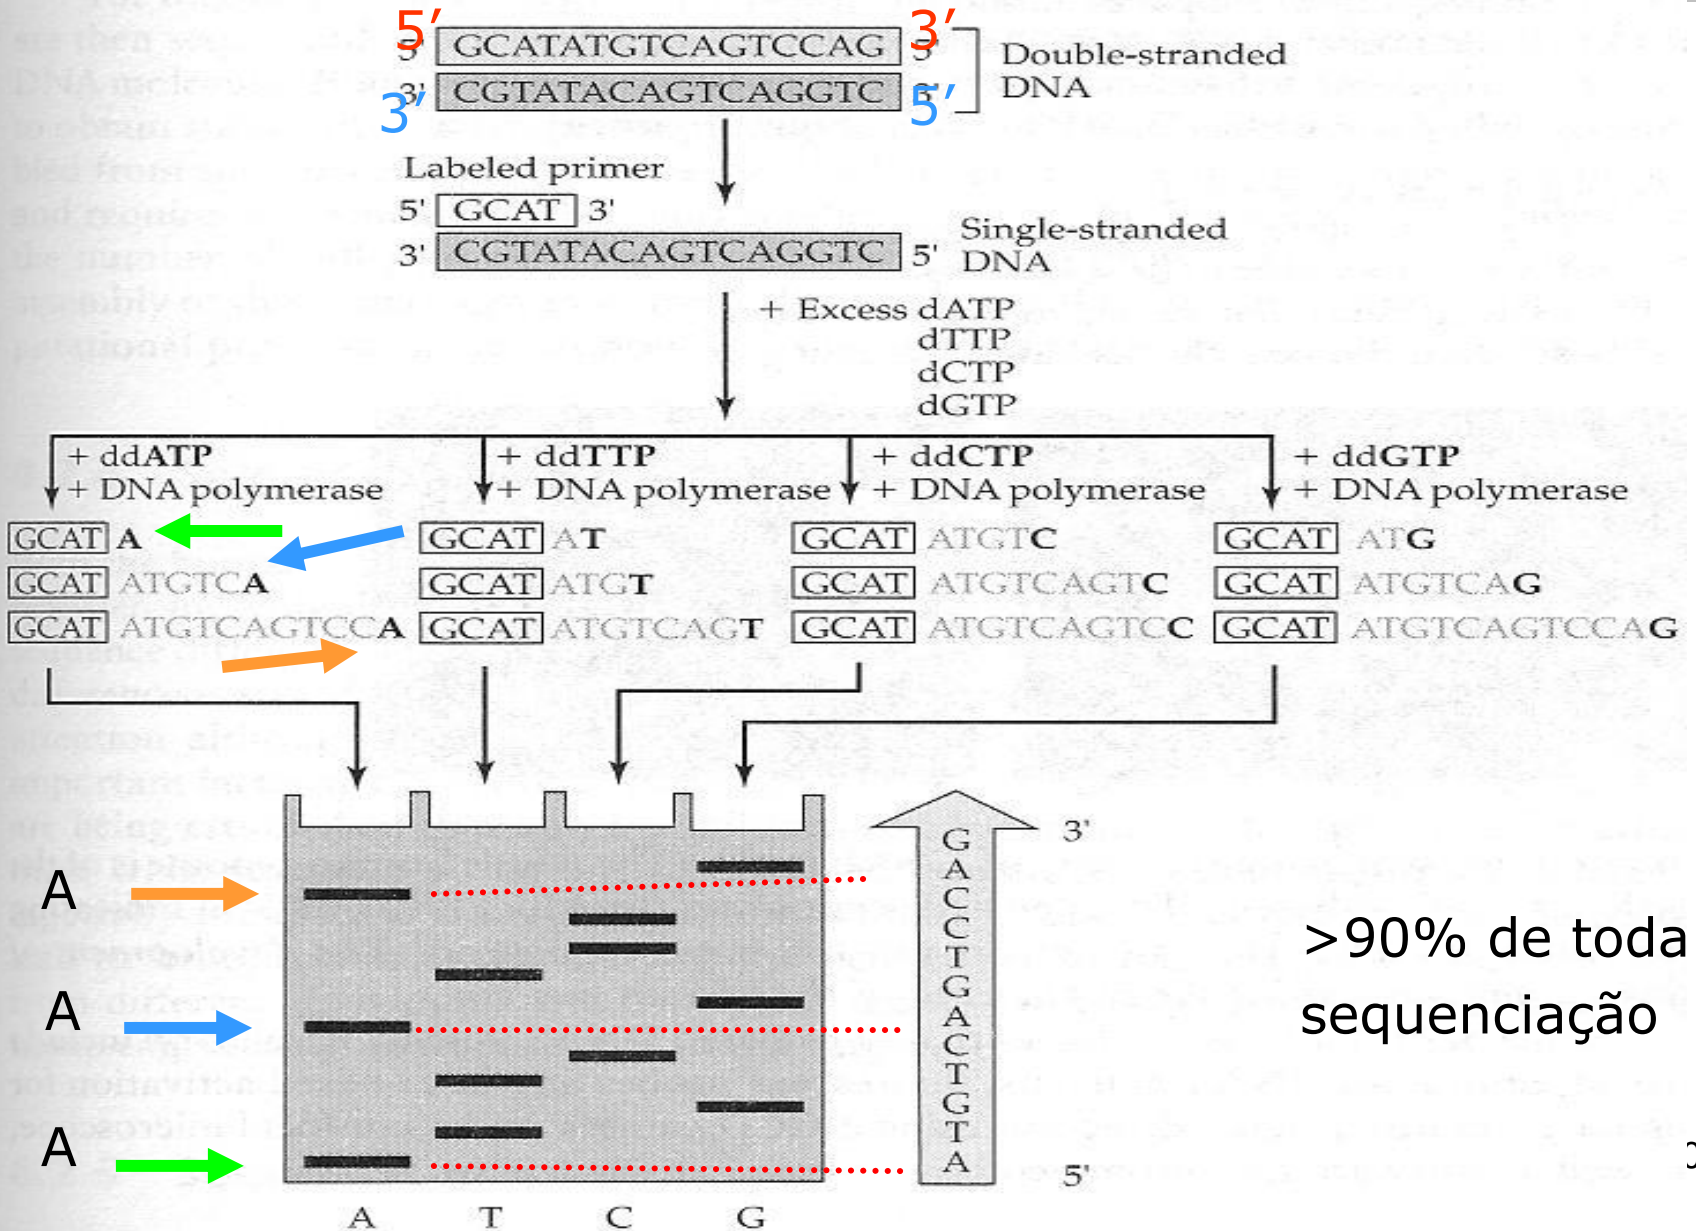 5′ 5' GCATATGTCAGTCCAG 3' 3′
3′ 3' CGTATACAGTCAGGTC 5′
Double-stranded
DNA
Labeled primer
5' GCAT 3'
3' CGTATACAGTCAGGTC 5'
Single-stranded
DNA
+ Excess dATP
dTTP
dCTP
dGTP
+ ddATP
+ DNA polymerase
+ ddTTP
+ DNA polymerase
+ ddCTP
+ DNA polymerase
+ ddGTP
+ DNA polymerase
GCAT A
GCAT ATGTCA
GCAT ATGTCAGTCCA
GCAT AT
GCAT ATGT
GCAT ATGTCAGT
GCAT ATGTC
GCAT ATGTCAGTC
GCAT ATGTCAGTCC
GCAT ATG
GCAT ATGTCAG
GCAT ATGTCAGTCCAG
A
A
A
3'
G
A
C
C
T
G
A
C
T
G
T
A
5'
A T C G
>90% de toda
sequenciação